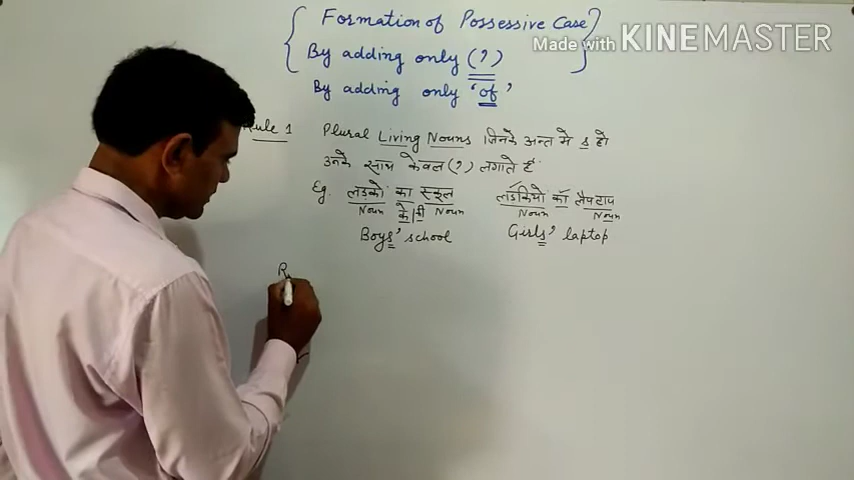 Formation of Possessive Case
Made with KINEMASTER
By adding only (')
By adding only 'of'
Rule 1 Plural Living Nouns जिनके अन्त मे s हो
उनके साथ केवल (') लगाते हैं
Eg. लड़को का स्कूल लड़कियो का लैपटाप
Noun के|की Noun Noun Noun
Boys' school Girls' laptop
R